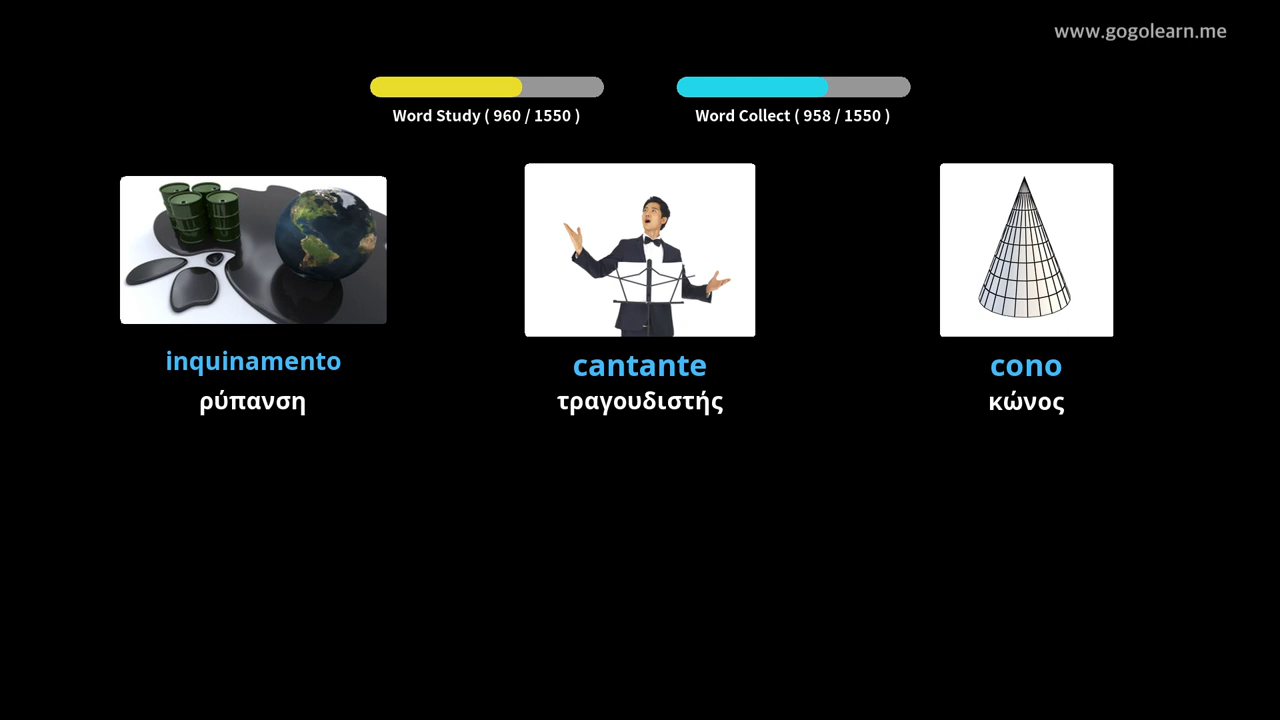 www.gogolearn.me
Word Study ( 960 / 1550 )
Word Collect ( 958 / 1550 )
inquinamento
ρύπανση
cantante
τραγουδιστής
cono
κώνος